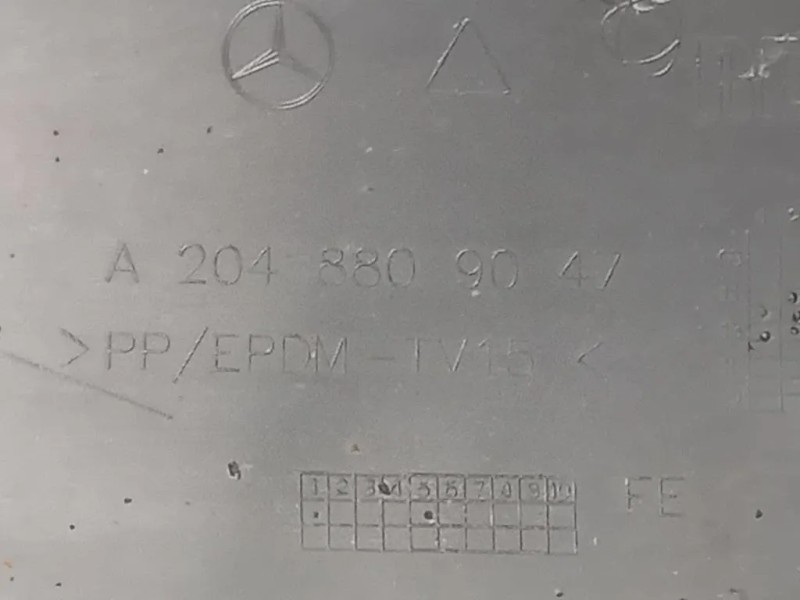 A 204 880 90 47
>PP/EPDM-TV15<
1 2 3 4 5 6 7 8 9 10
FE